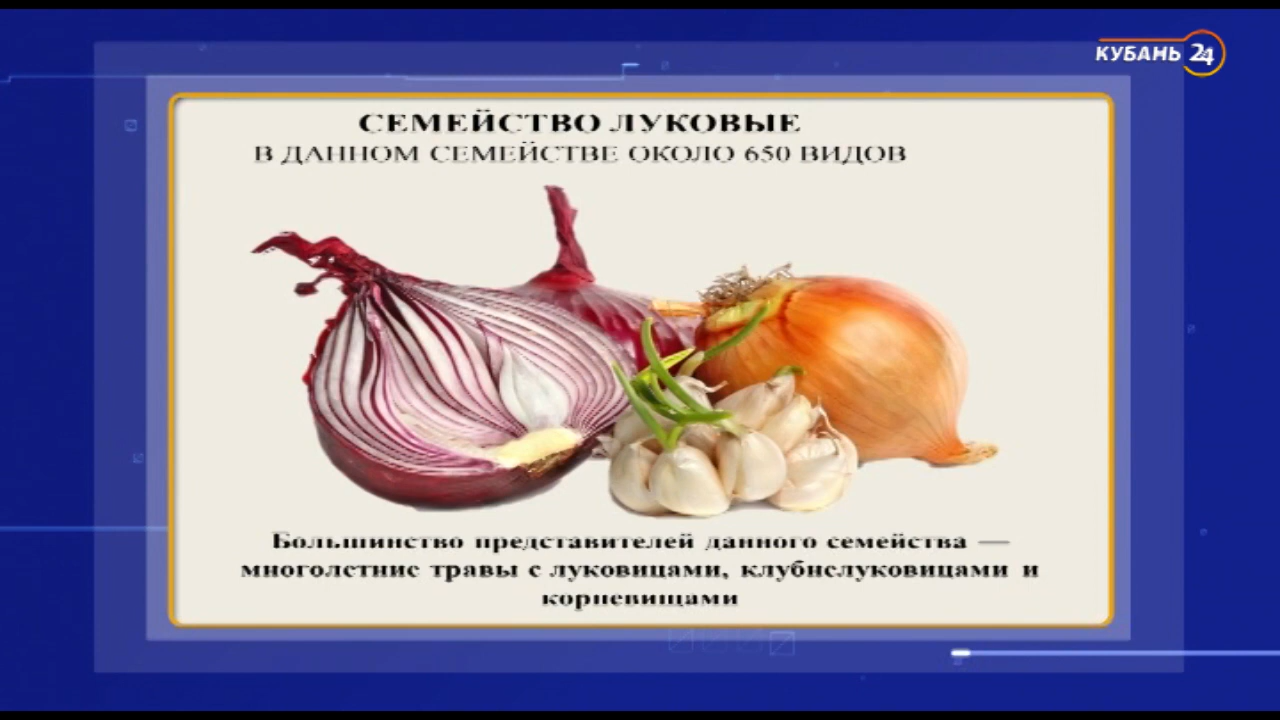 КУБАНЬ 24
СЕМЕЙСТВО ЛУКОВЫЕ
В ДАННОМ СЕМЕЙСТВЕ ОКОЛО 650 ВИДОВ
Большинство представителей данного семейства —
многолетние травы с луковицами, клубнелуковицами и
корневищами